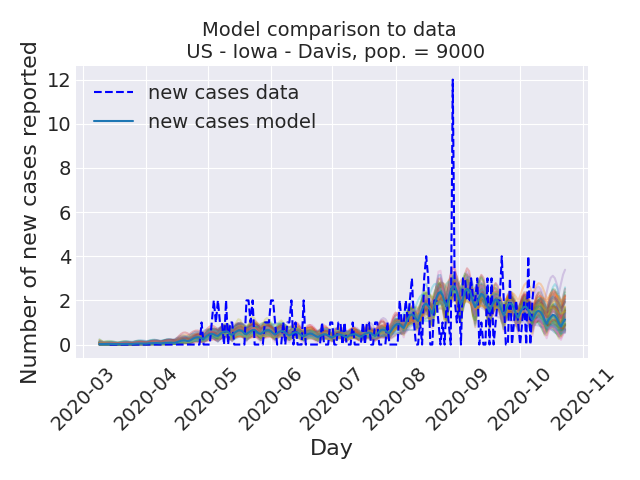 Model comparison to data
US - Iowa - Davis, pop. = 9000
Number of new cases reported
12
10
8
6
4
2
0
new cases data
new cases model
2020-03
2020-04
2020-05
2020-06
2020-07
2020-08
2020-09
2020-10
2020-11
Day